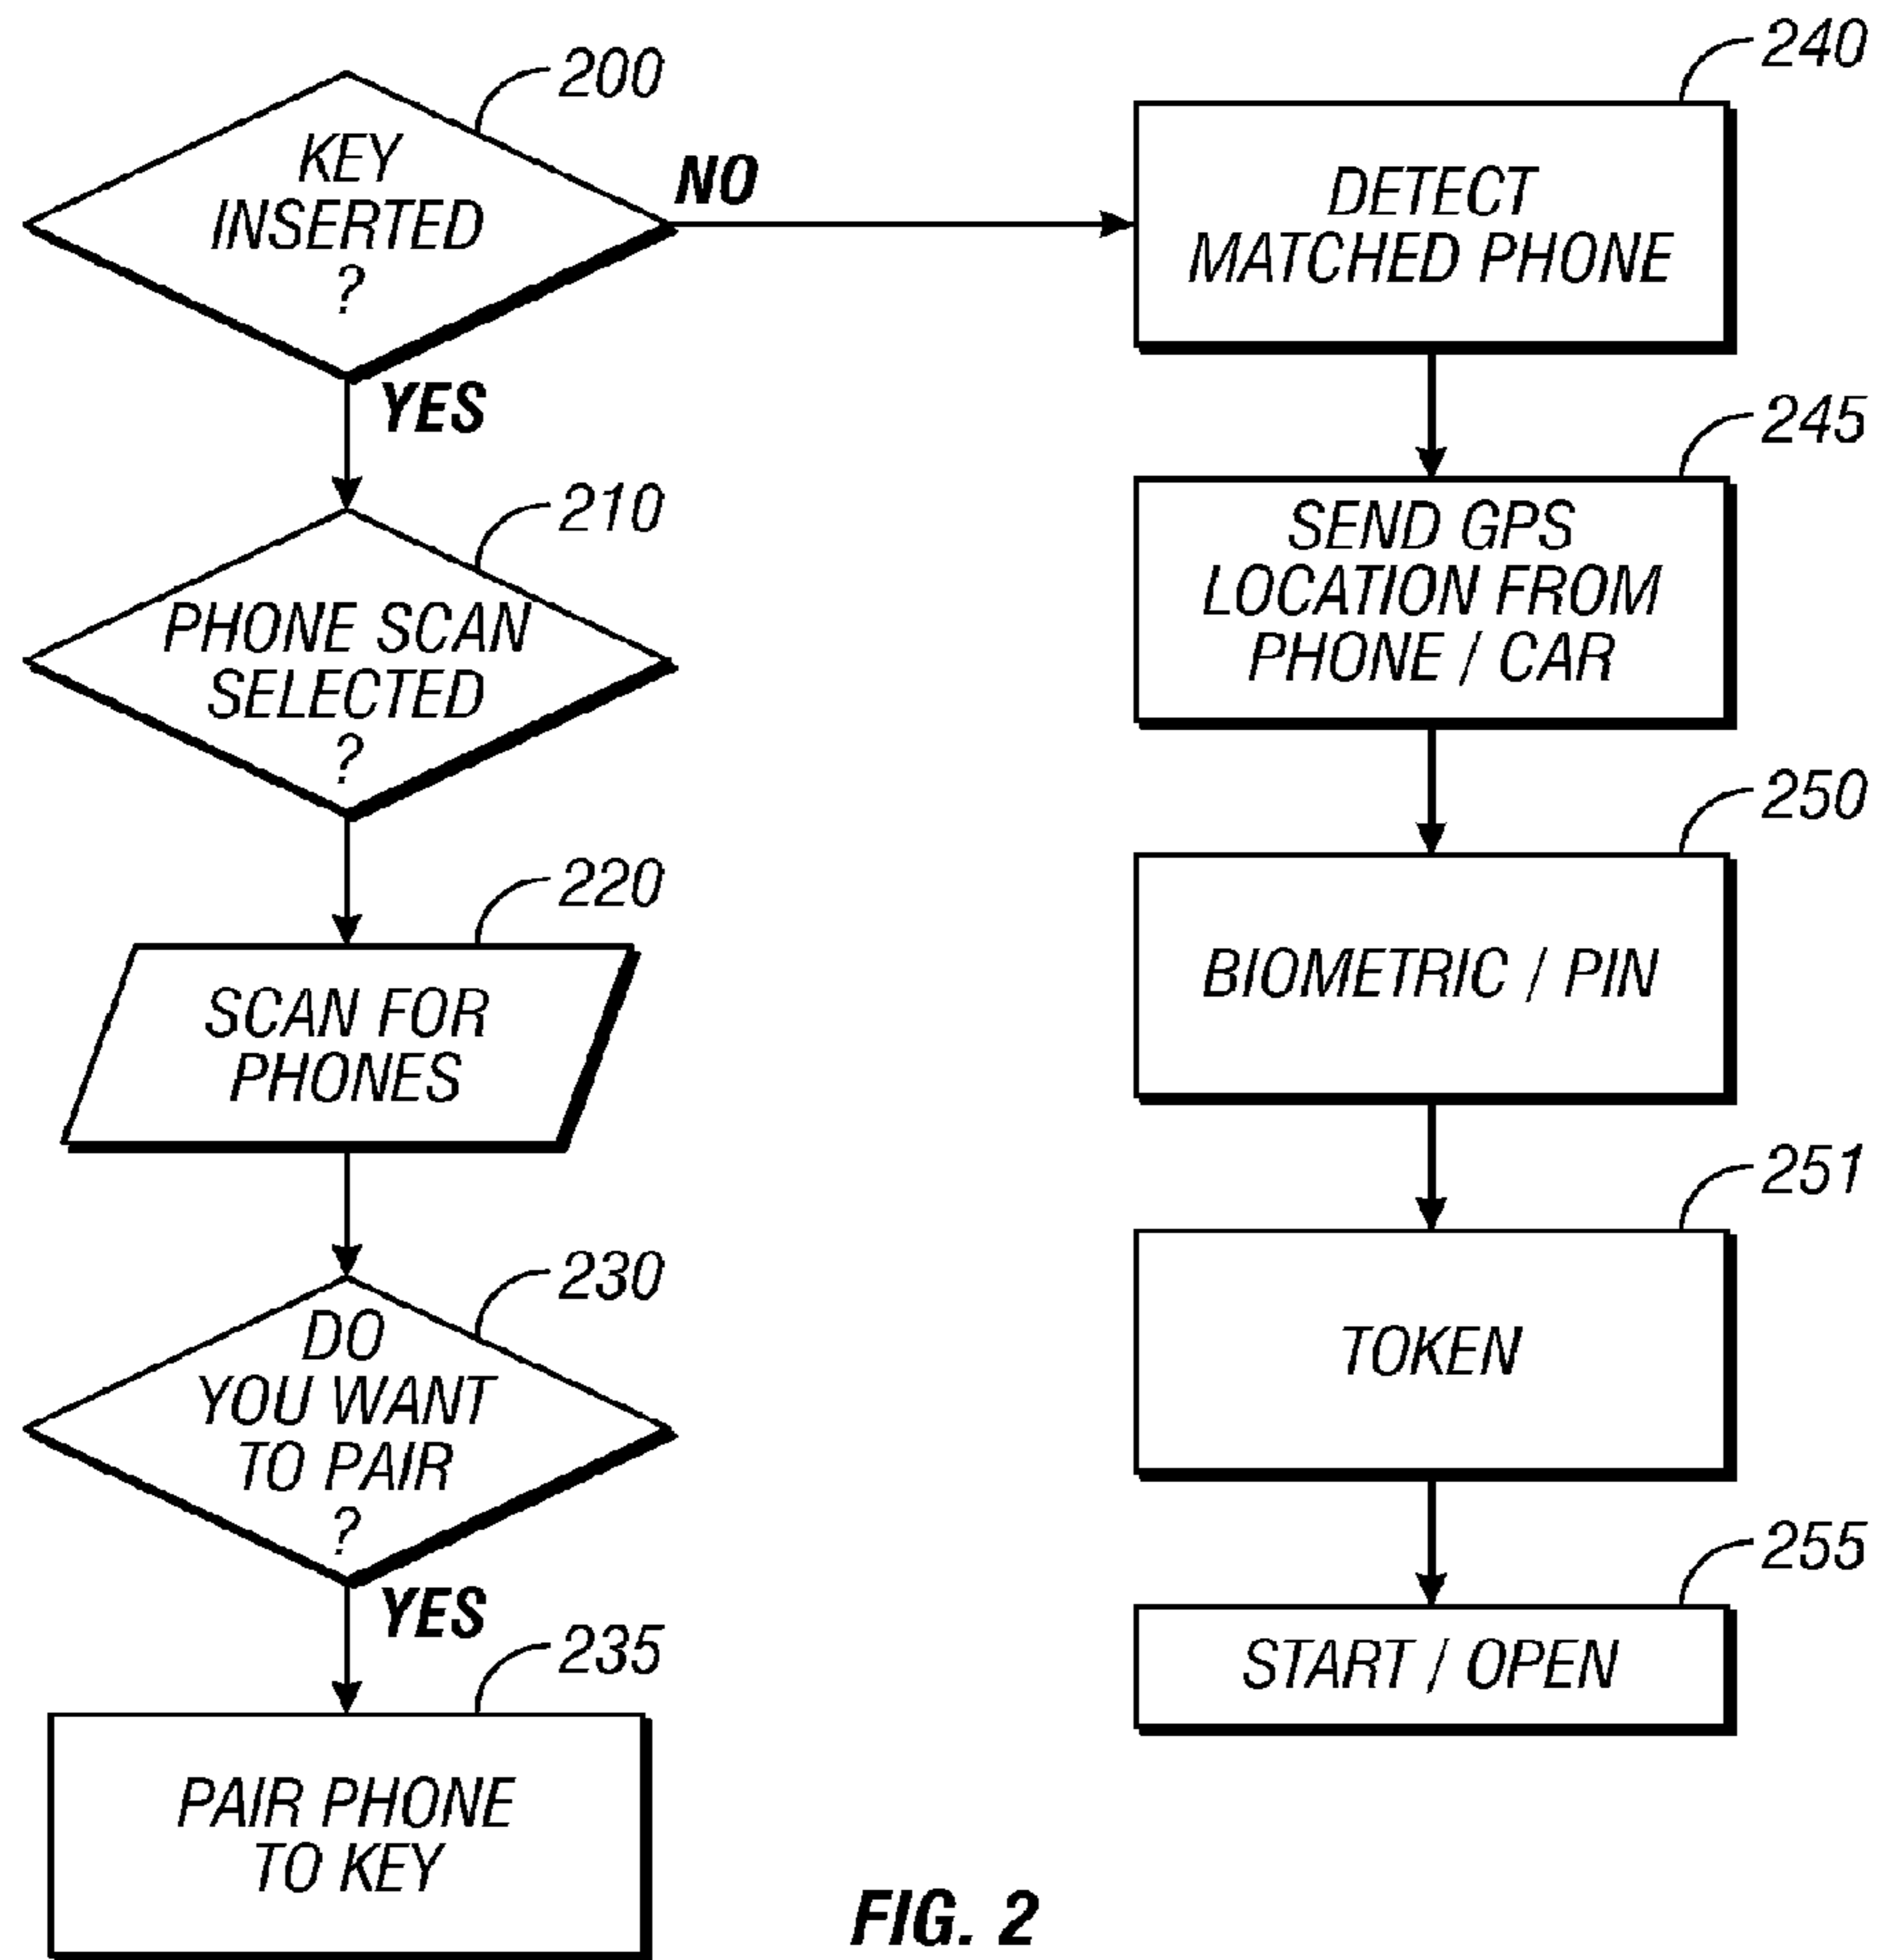 200
KEY
INSERTED
?
NO
YES
210
PHONE SCAN
SELECTED
?
220
SCAN FOR
PHONES
230
DO
YOU WANT
TO PAIR
?
YES
235
PAIR PHONE
TO KEY
240
DETECT
MATCHED PHONE
245
SEND GPS
LOCATION FROM
PHONE / CAR
250
BIOMETRIC / PIN
251
TOKEN
255
START / OPEN
FIG. 2